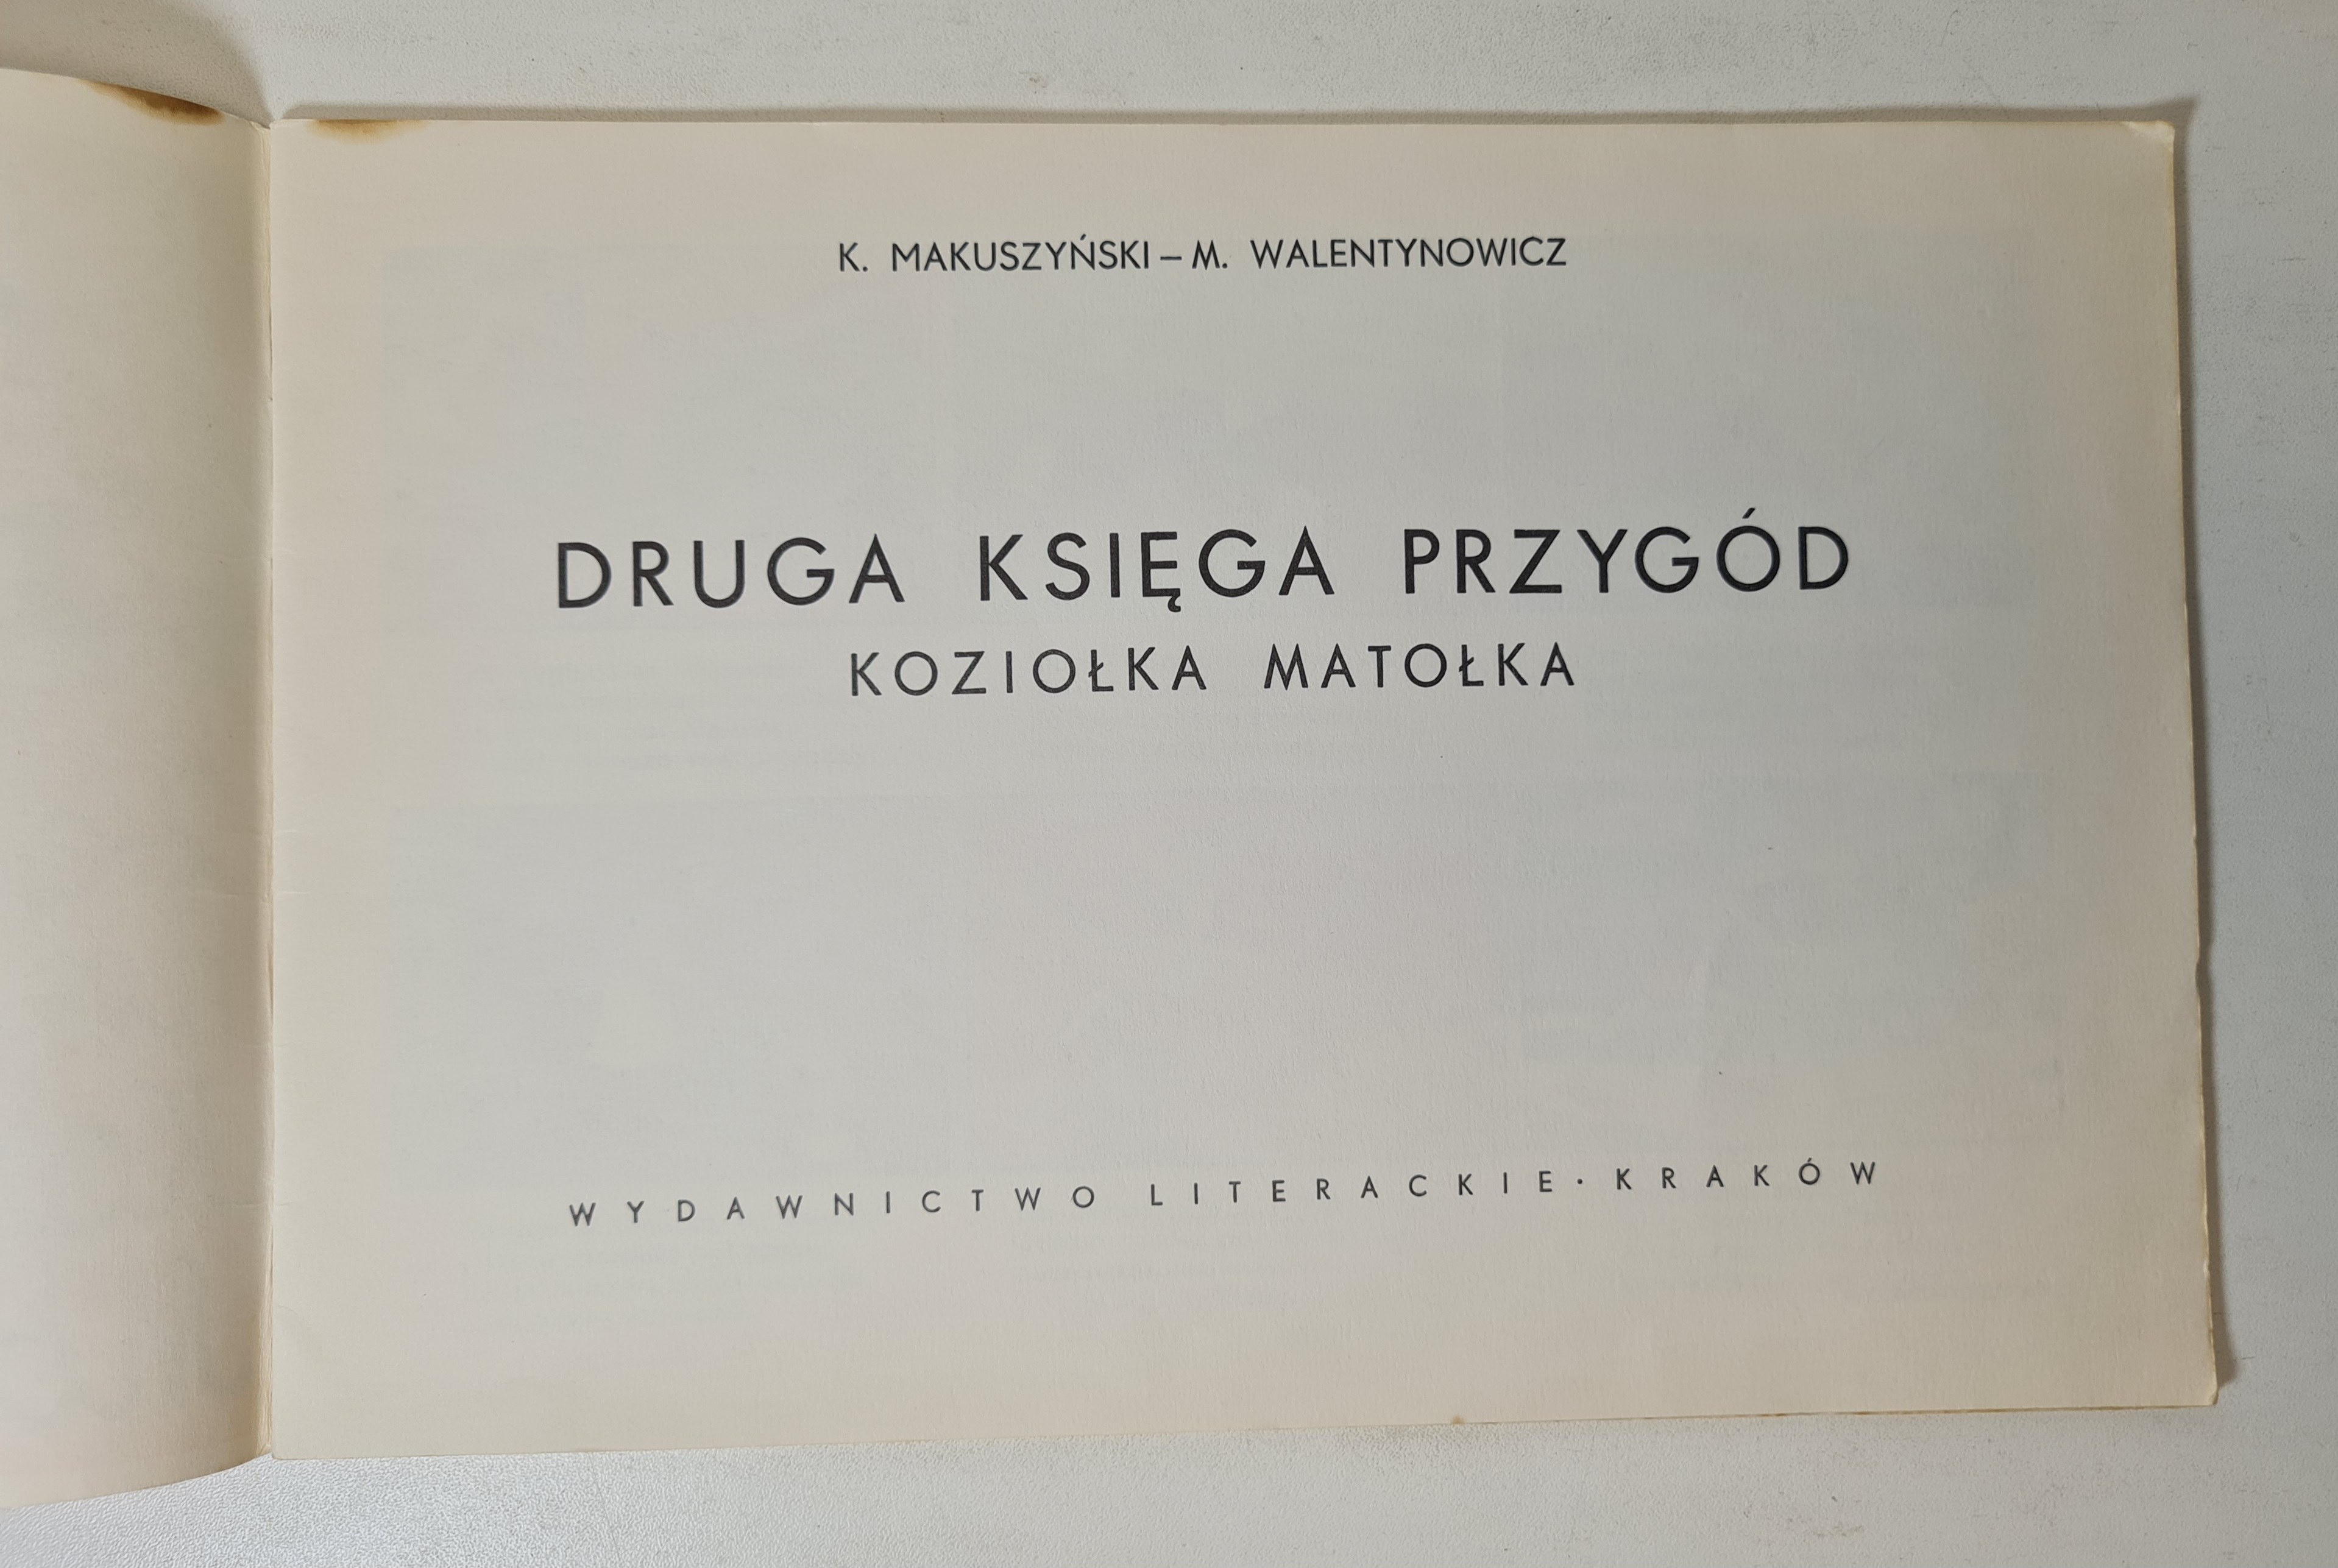 K. MAKUSZYŃSKI – M. WALENTYNOWICZ
DRUGA KSIĘGA PRZYGÓD
KOZIOŁKA MATOŁKA
WYDAWNICTWO LITERACKIE · KRAKÓW